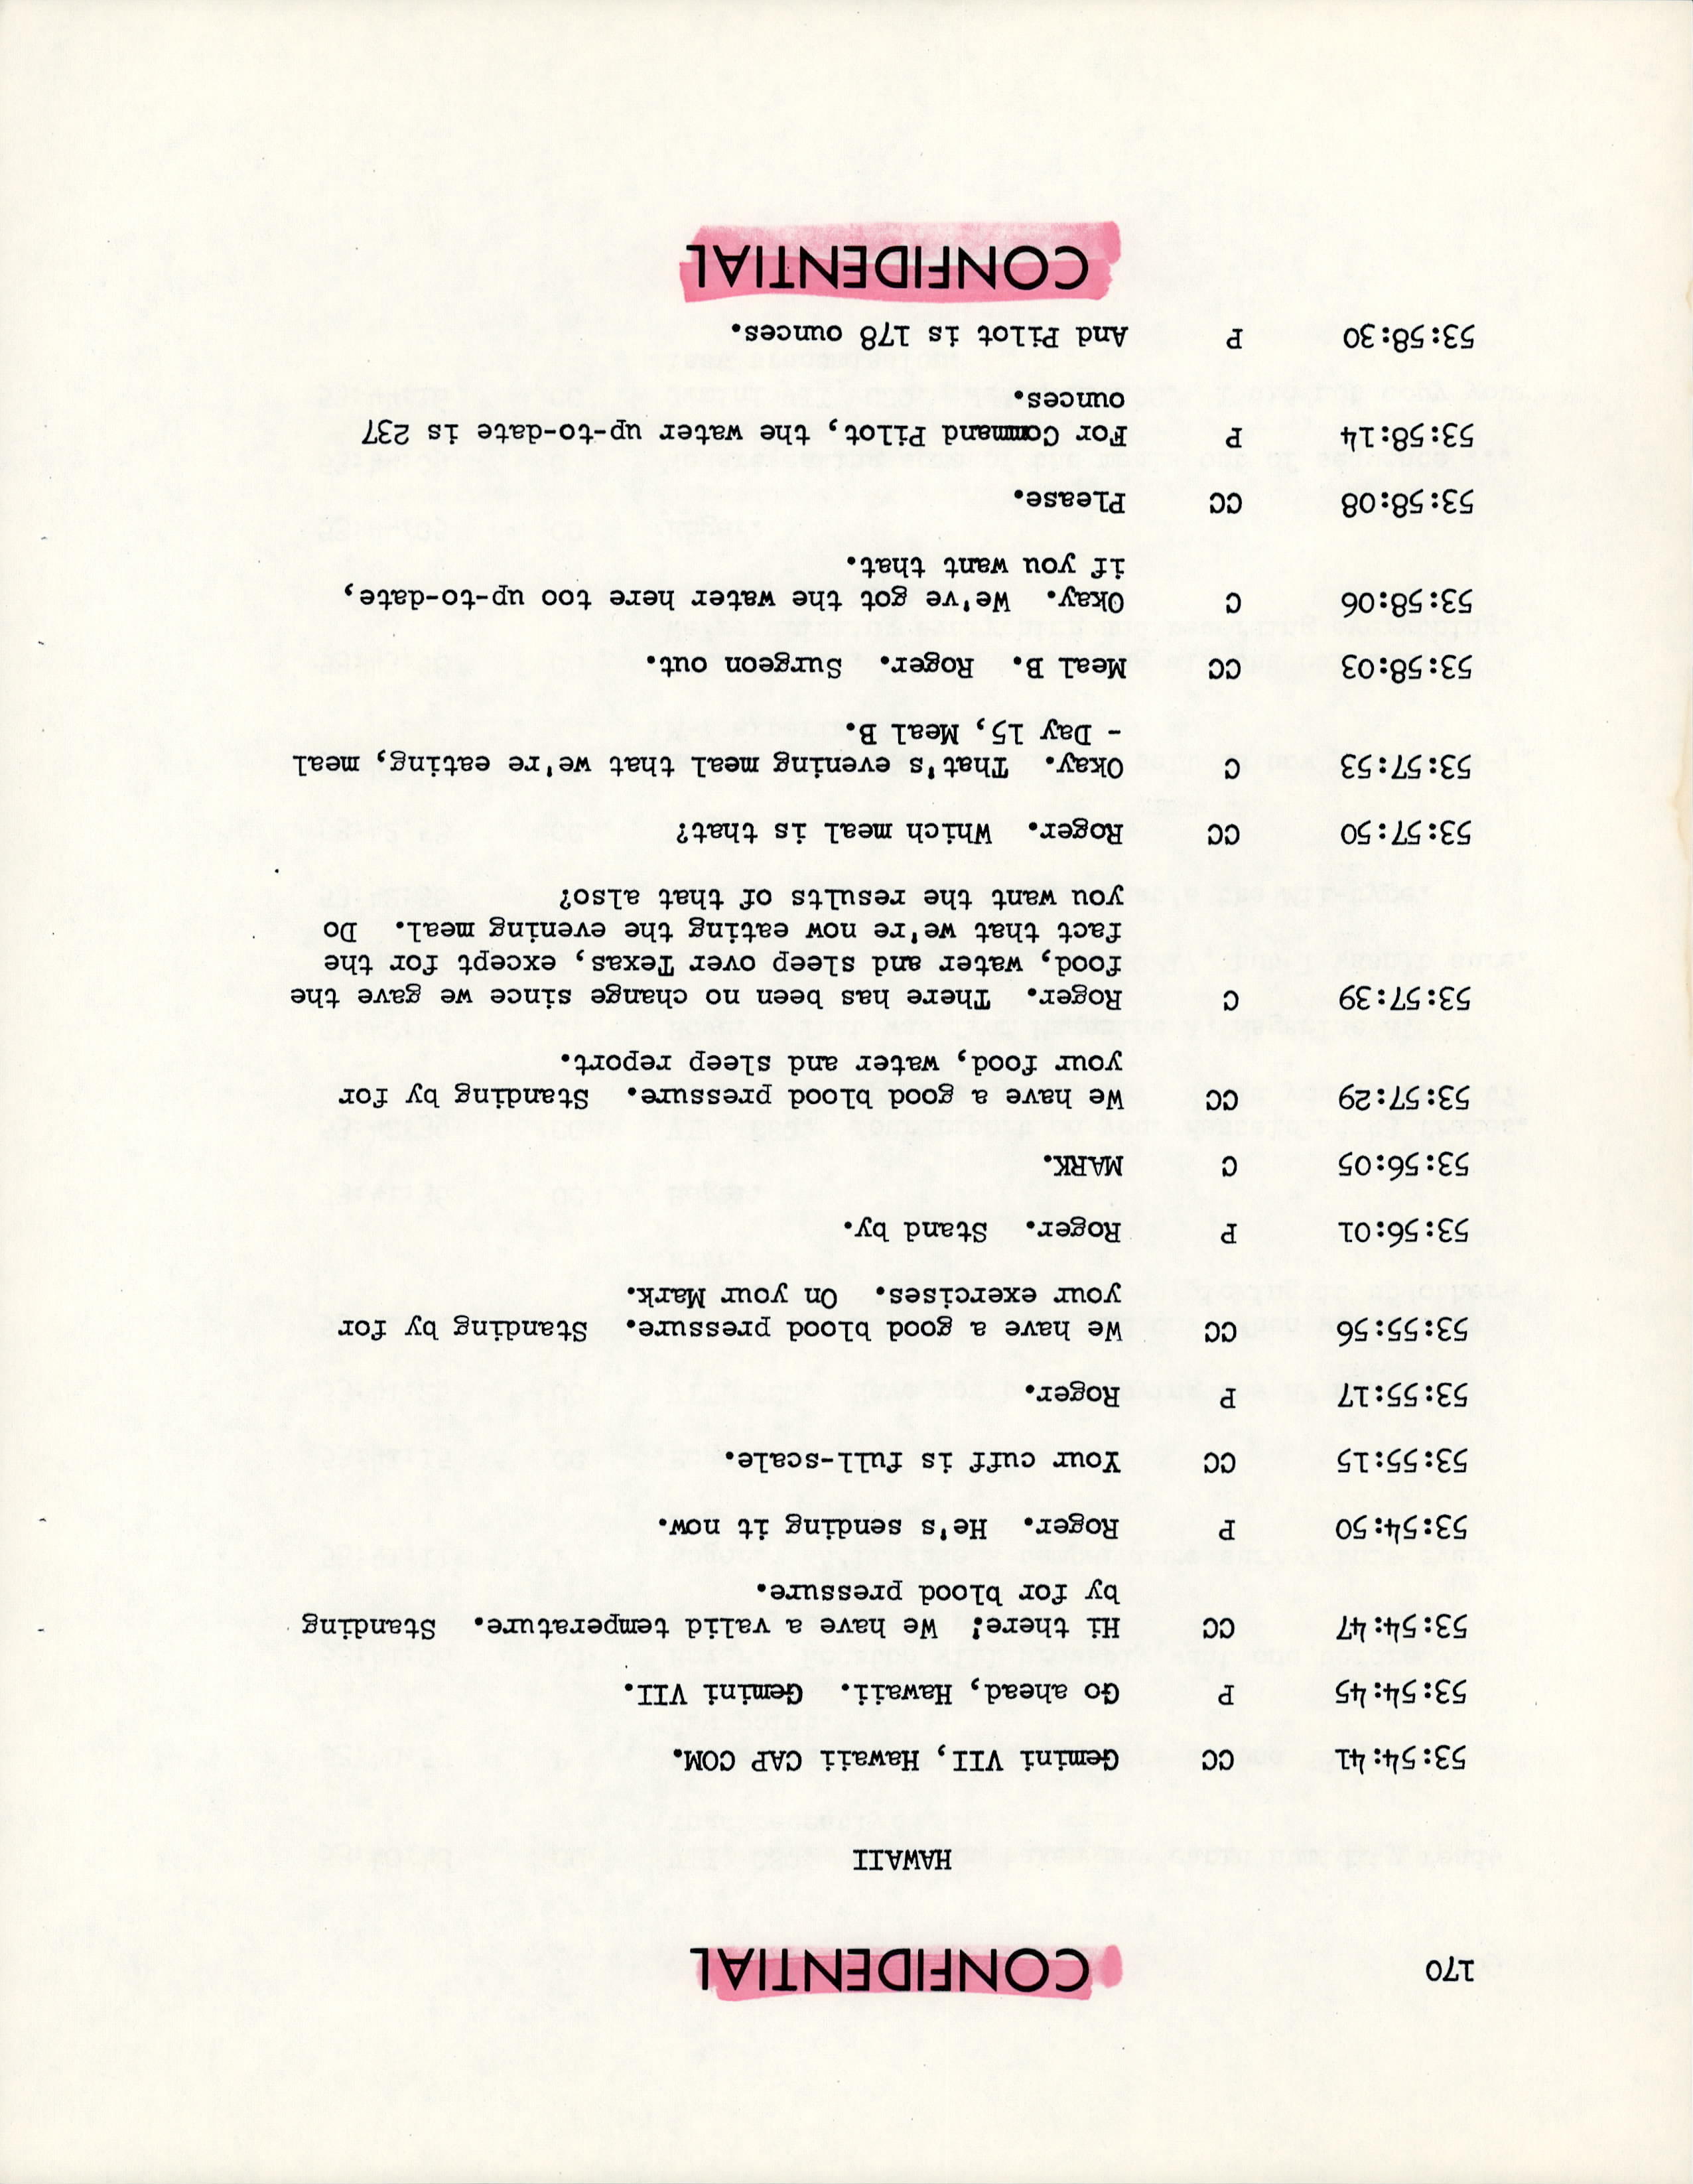 170
CONFIDENTIAL
HAWAII
53:54:41 CC Gemini VII, Hawaii CAP COM.
53:54:45 P Go ahead, Hawaii. Gemini VII.
53:54:47 CC Hi there! We have a valid temperature. Standing
by for blood pressure.
53:54:50 P Roger. He's sending it now.
53:55:15 CC Your cuff is full-scale.
53:55:17 P Roger.
53:55:56 CC We have a good blood pressure. Standing by for
your exercises. On your Mark.
53:56:01 P Roger. Stand by.
53:56:05 C MARK.
53:57:29 CC We have a good blood pressure. Standing by for
your food, water and sleep report.
53:57:39 C Roger. There has been no change since we gave the
food, water and sleep over Texas, except for the
fact that we're now eating the evening meal. Do
you want the results of that also?
53:57:50 CC Roger. Which meal is that?
53:57:53 C Okay. That's evening meal that we're eating, meal
- Day 15, Meal B.
53:58:03 CC Meal B. Roger. Surgeon out.
53:58:06 C Okay. We've got the water here too up-to-date,
if you want that.
53:58:08 CC Please.
53:58:14 P For Command Pilot, the water up-to-date is 237
ounces.
53:58:30 P And Pilot is 178 ounces.
CONFIDENTIAL